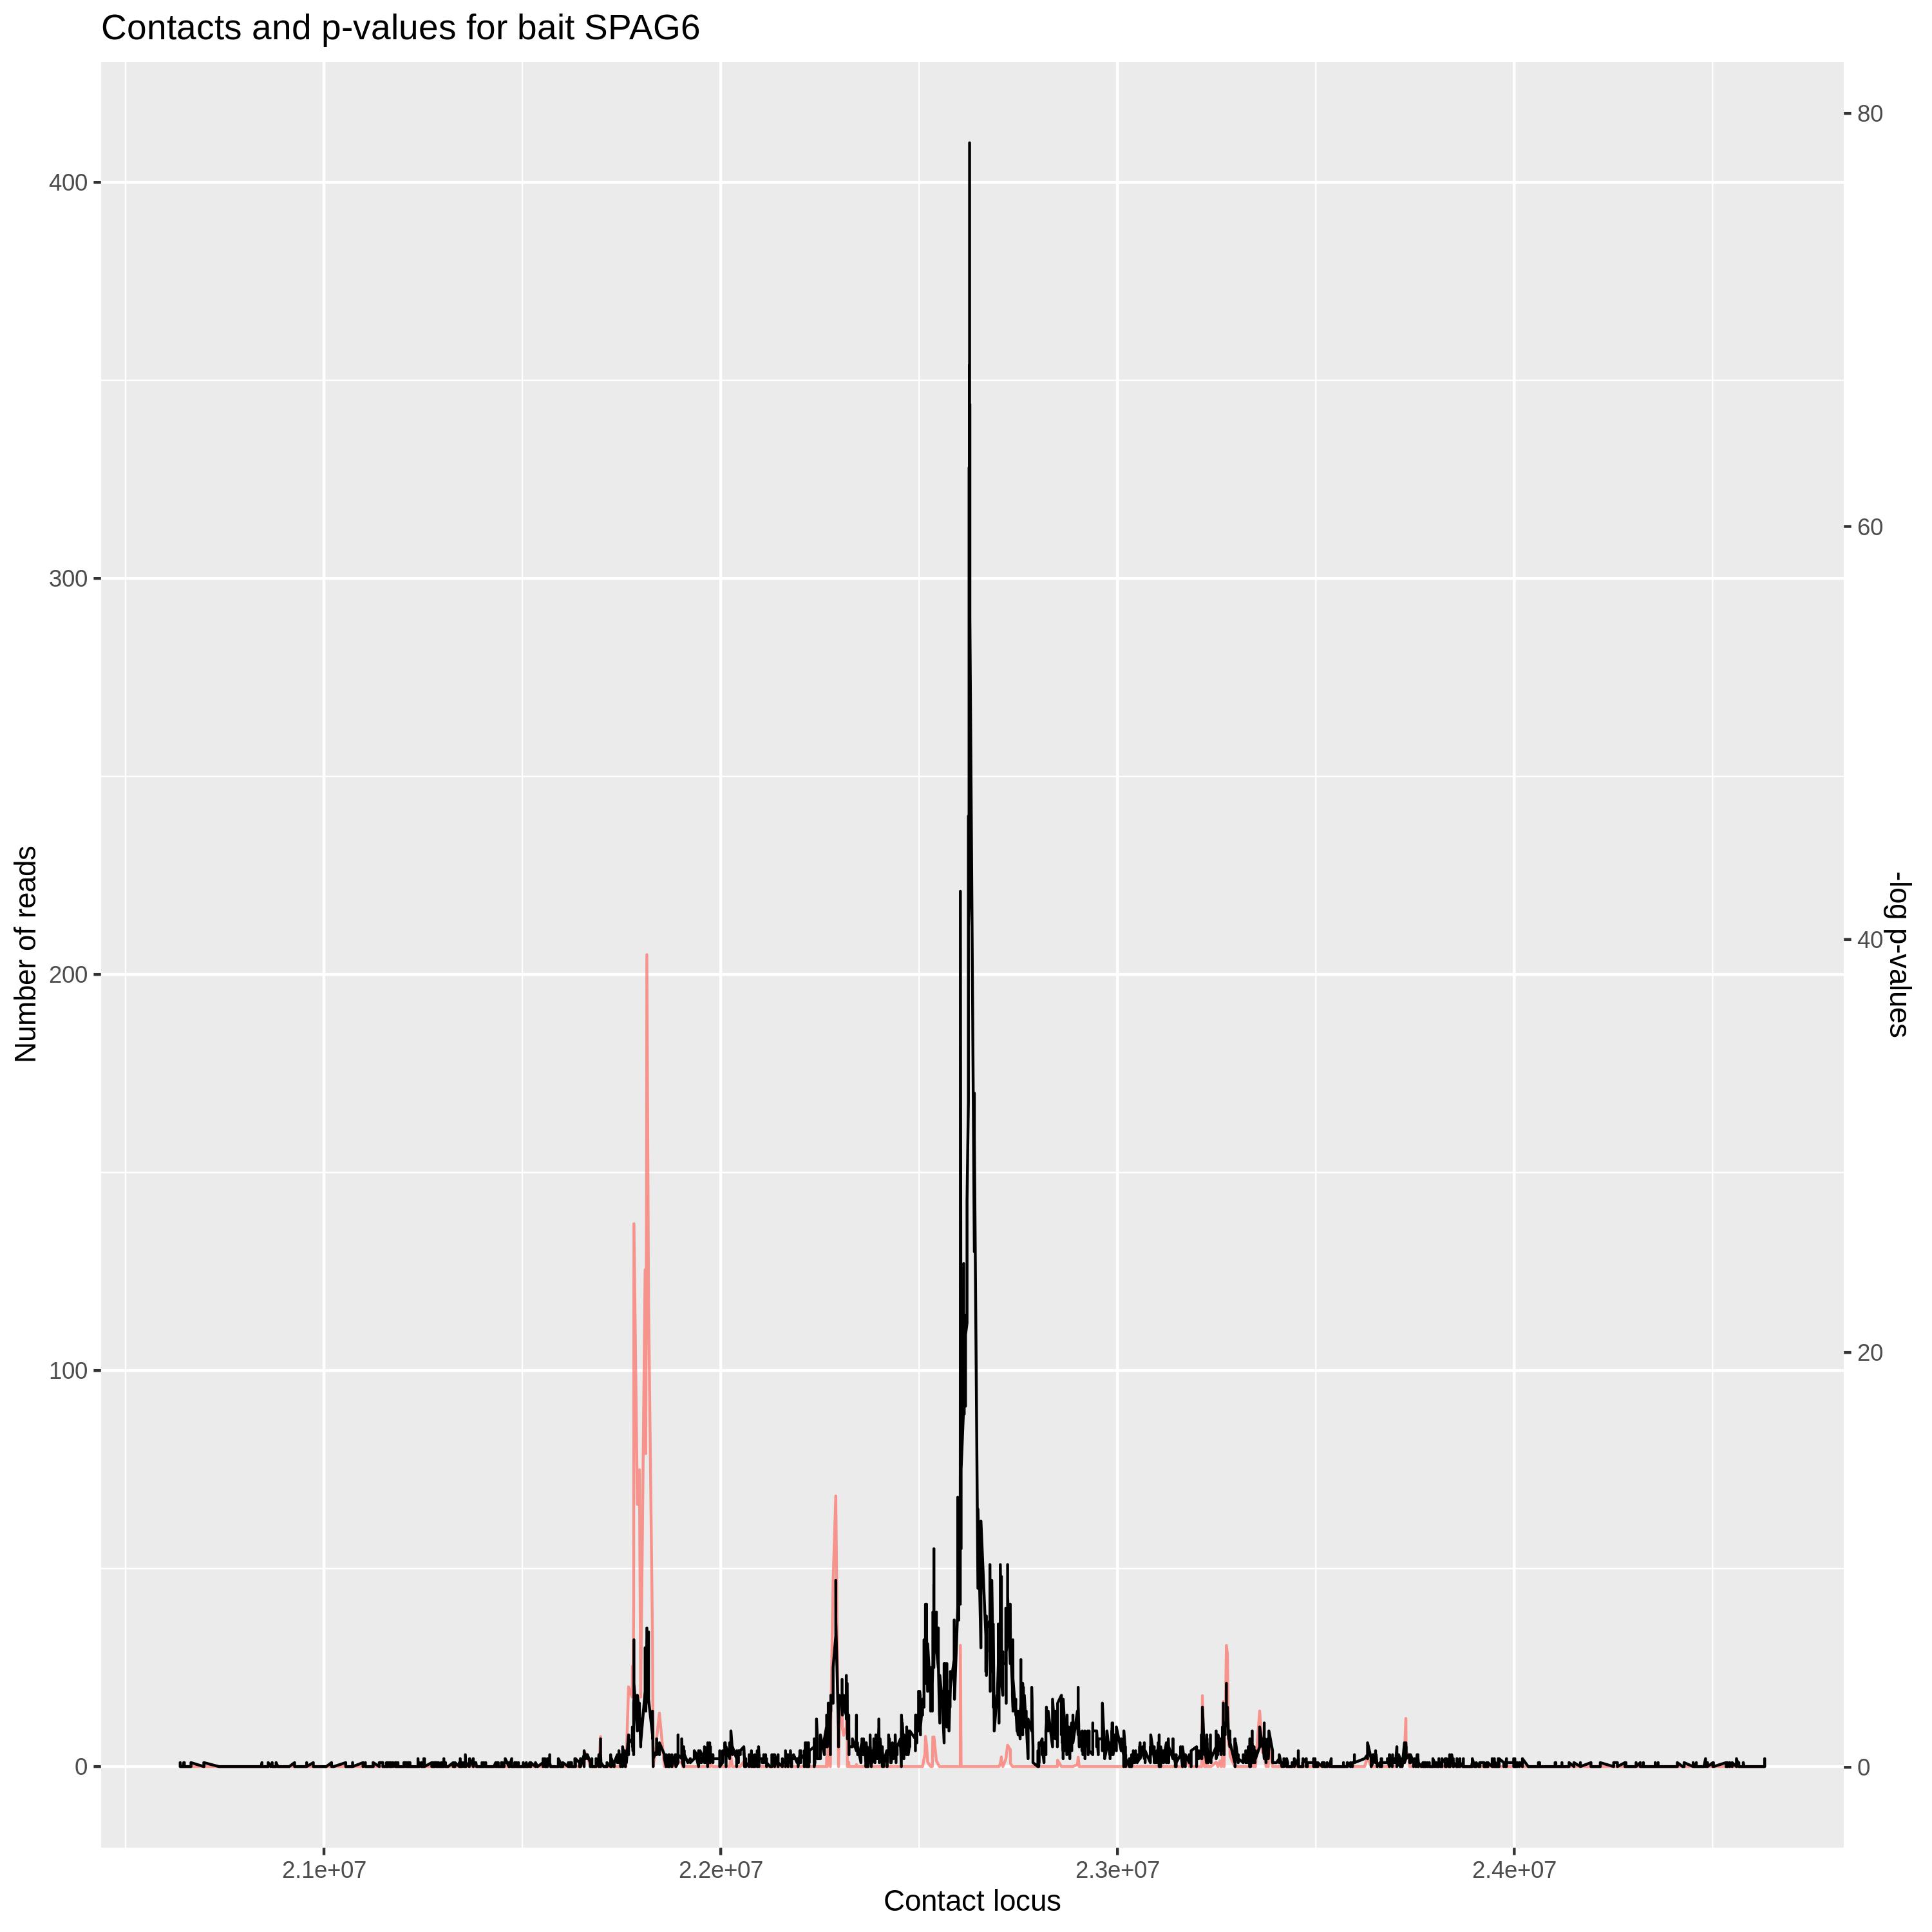 Contacts and p-values for bait SPAG6
400
300
200
100
0
Number of reads
80
60
40
20
0
-log p-values
2.1e+07
2.2e+07
2.3e+07
2.4e+07
Contact locus